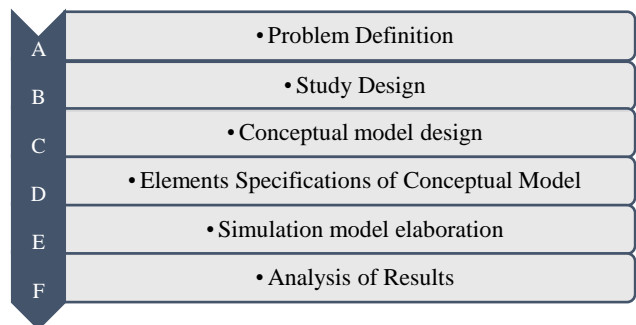 A
• Problem Definition
B
• Study Design
C
• Conceptual model design
D
• Elements Specifications of Conceptual Model
E
• Simulation model elaboration
F
• Analysis of Results